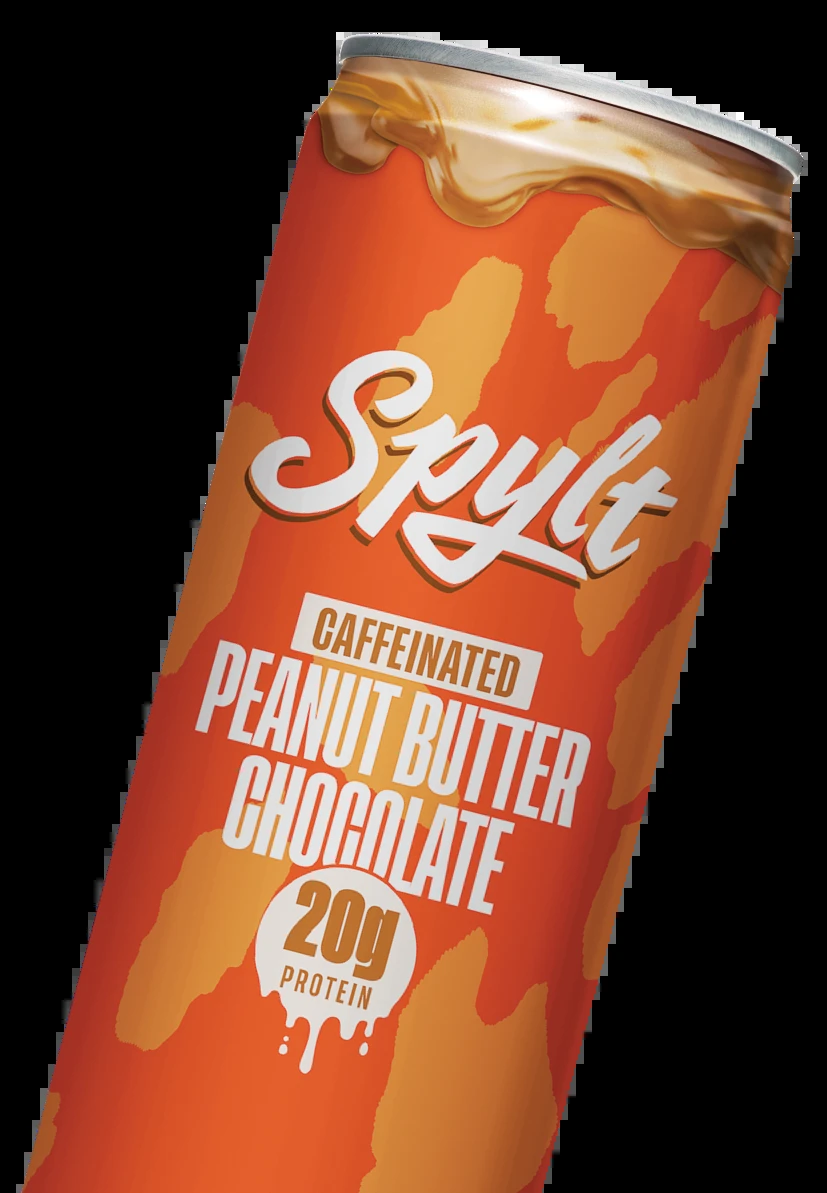 Spylt
CAFFEINATED
PEANUT BUTTER
CHOCOLATE
20g
PROTEIN